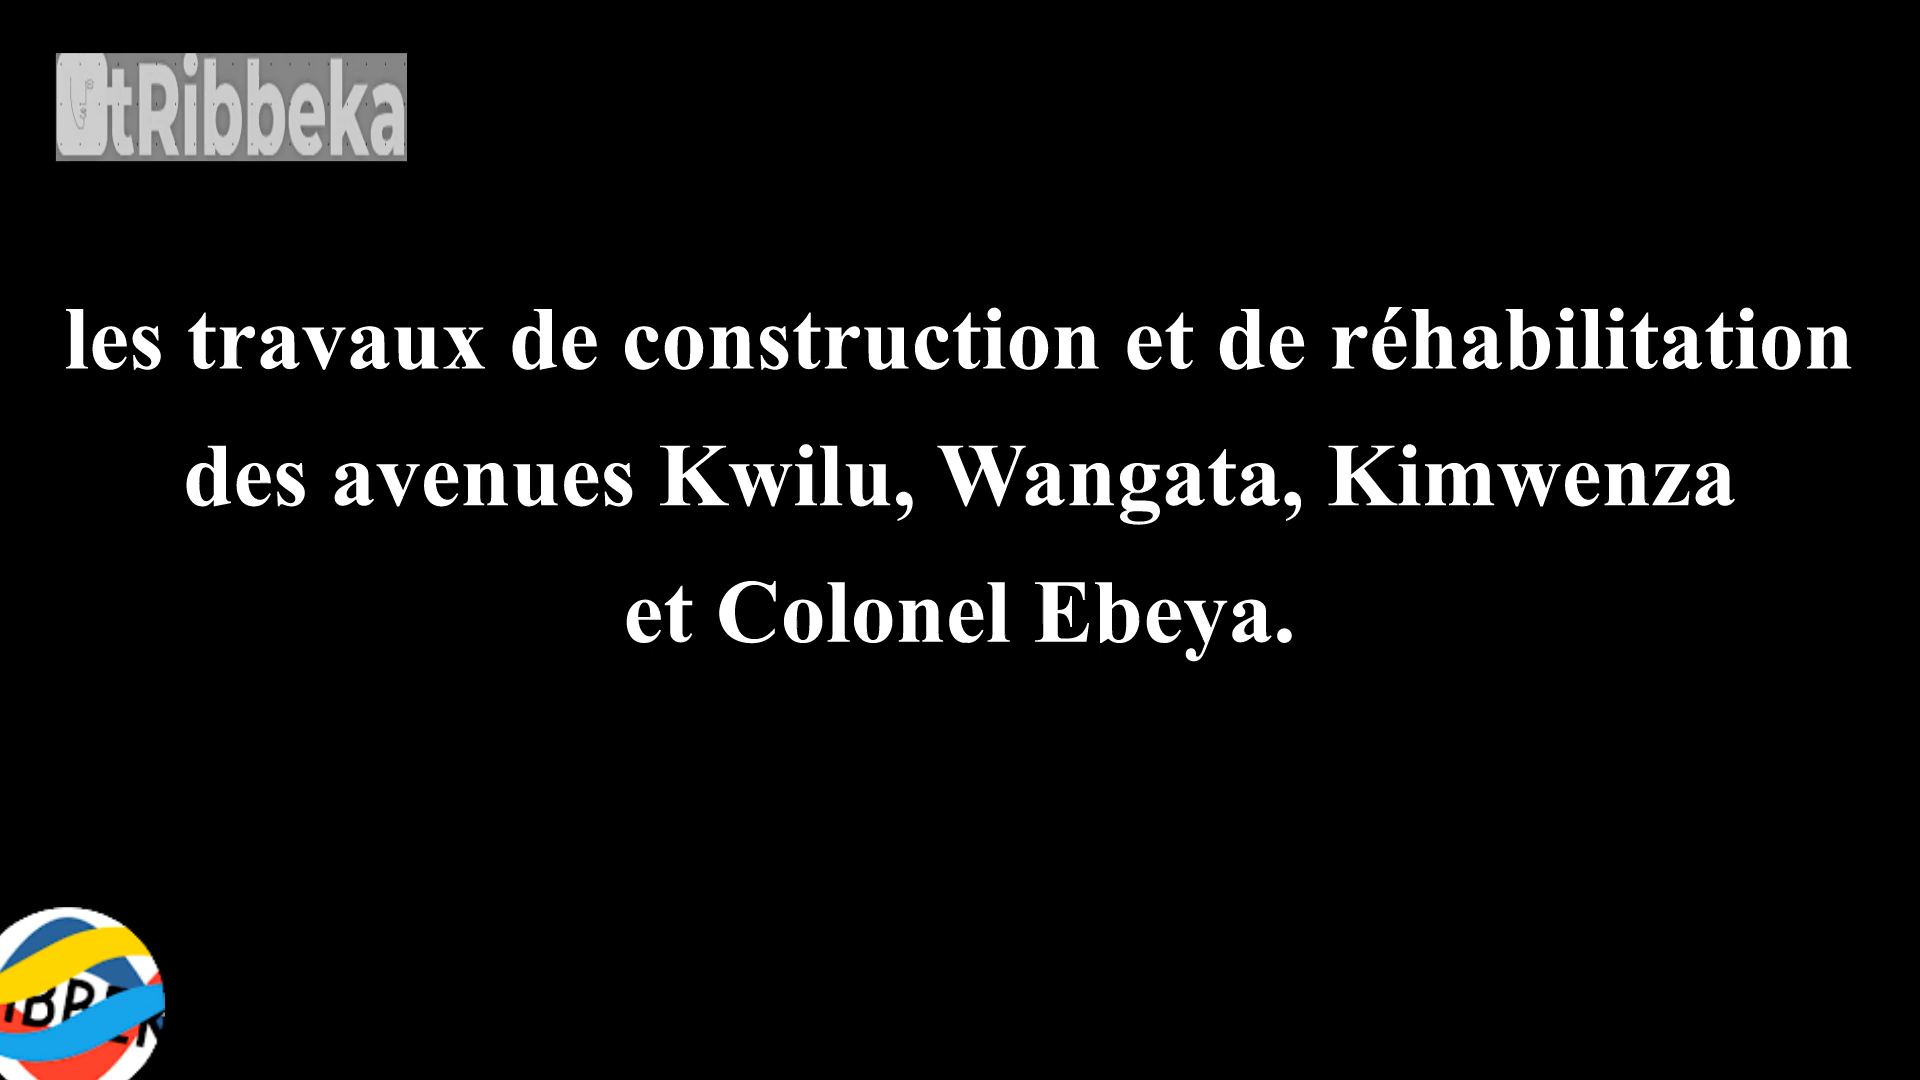 tRibbeka
les travaux de construction et de réhabilitation
des avenues Kwilu, Wangata, Kimwenza
et Colonel Ebeya.